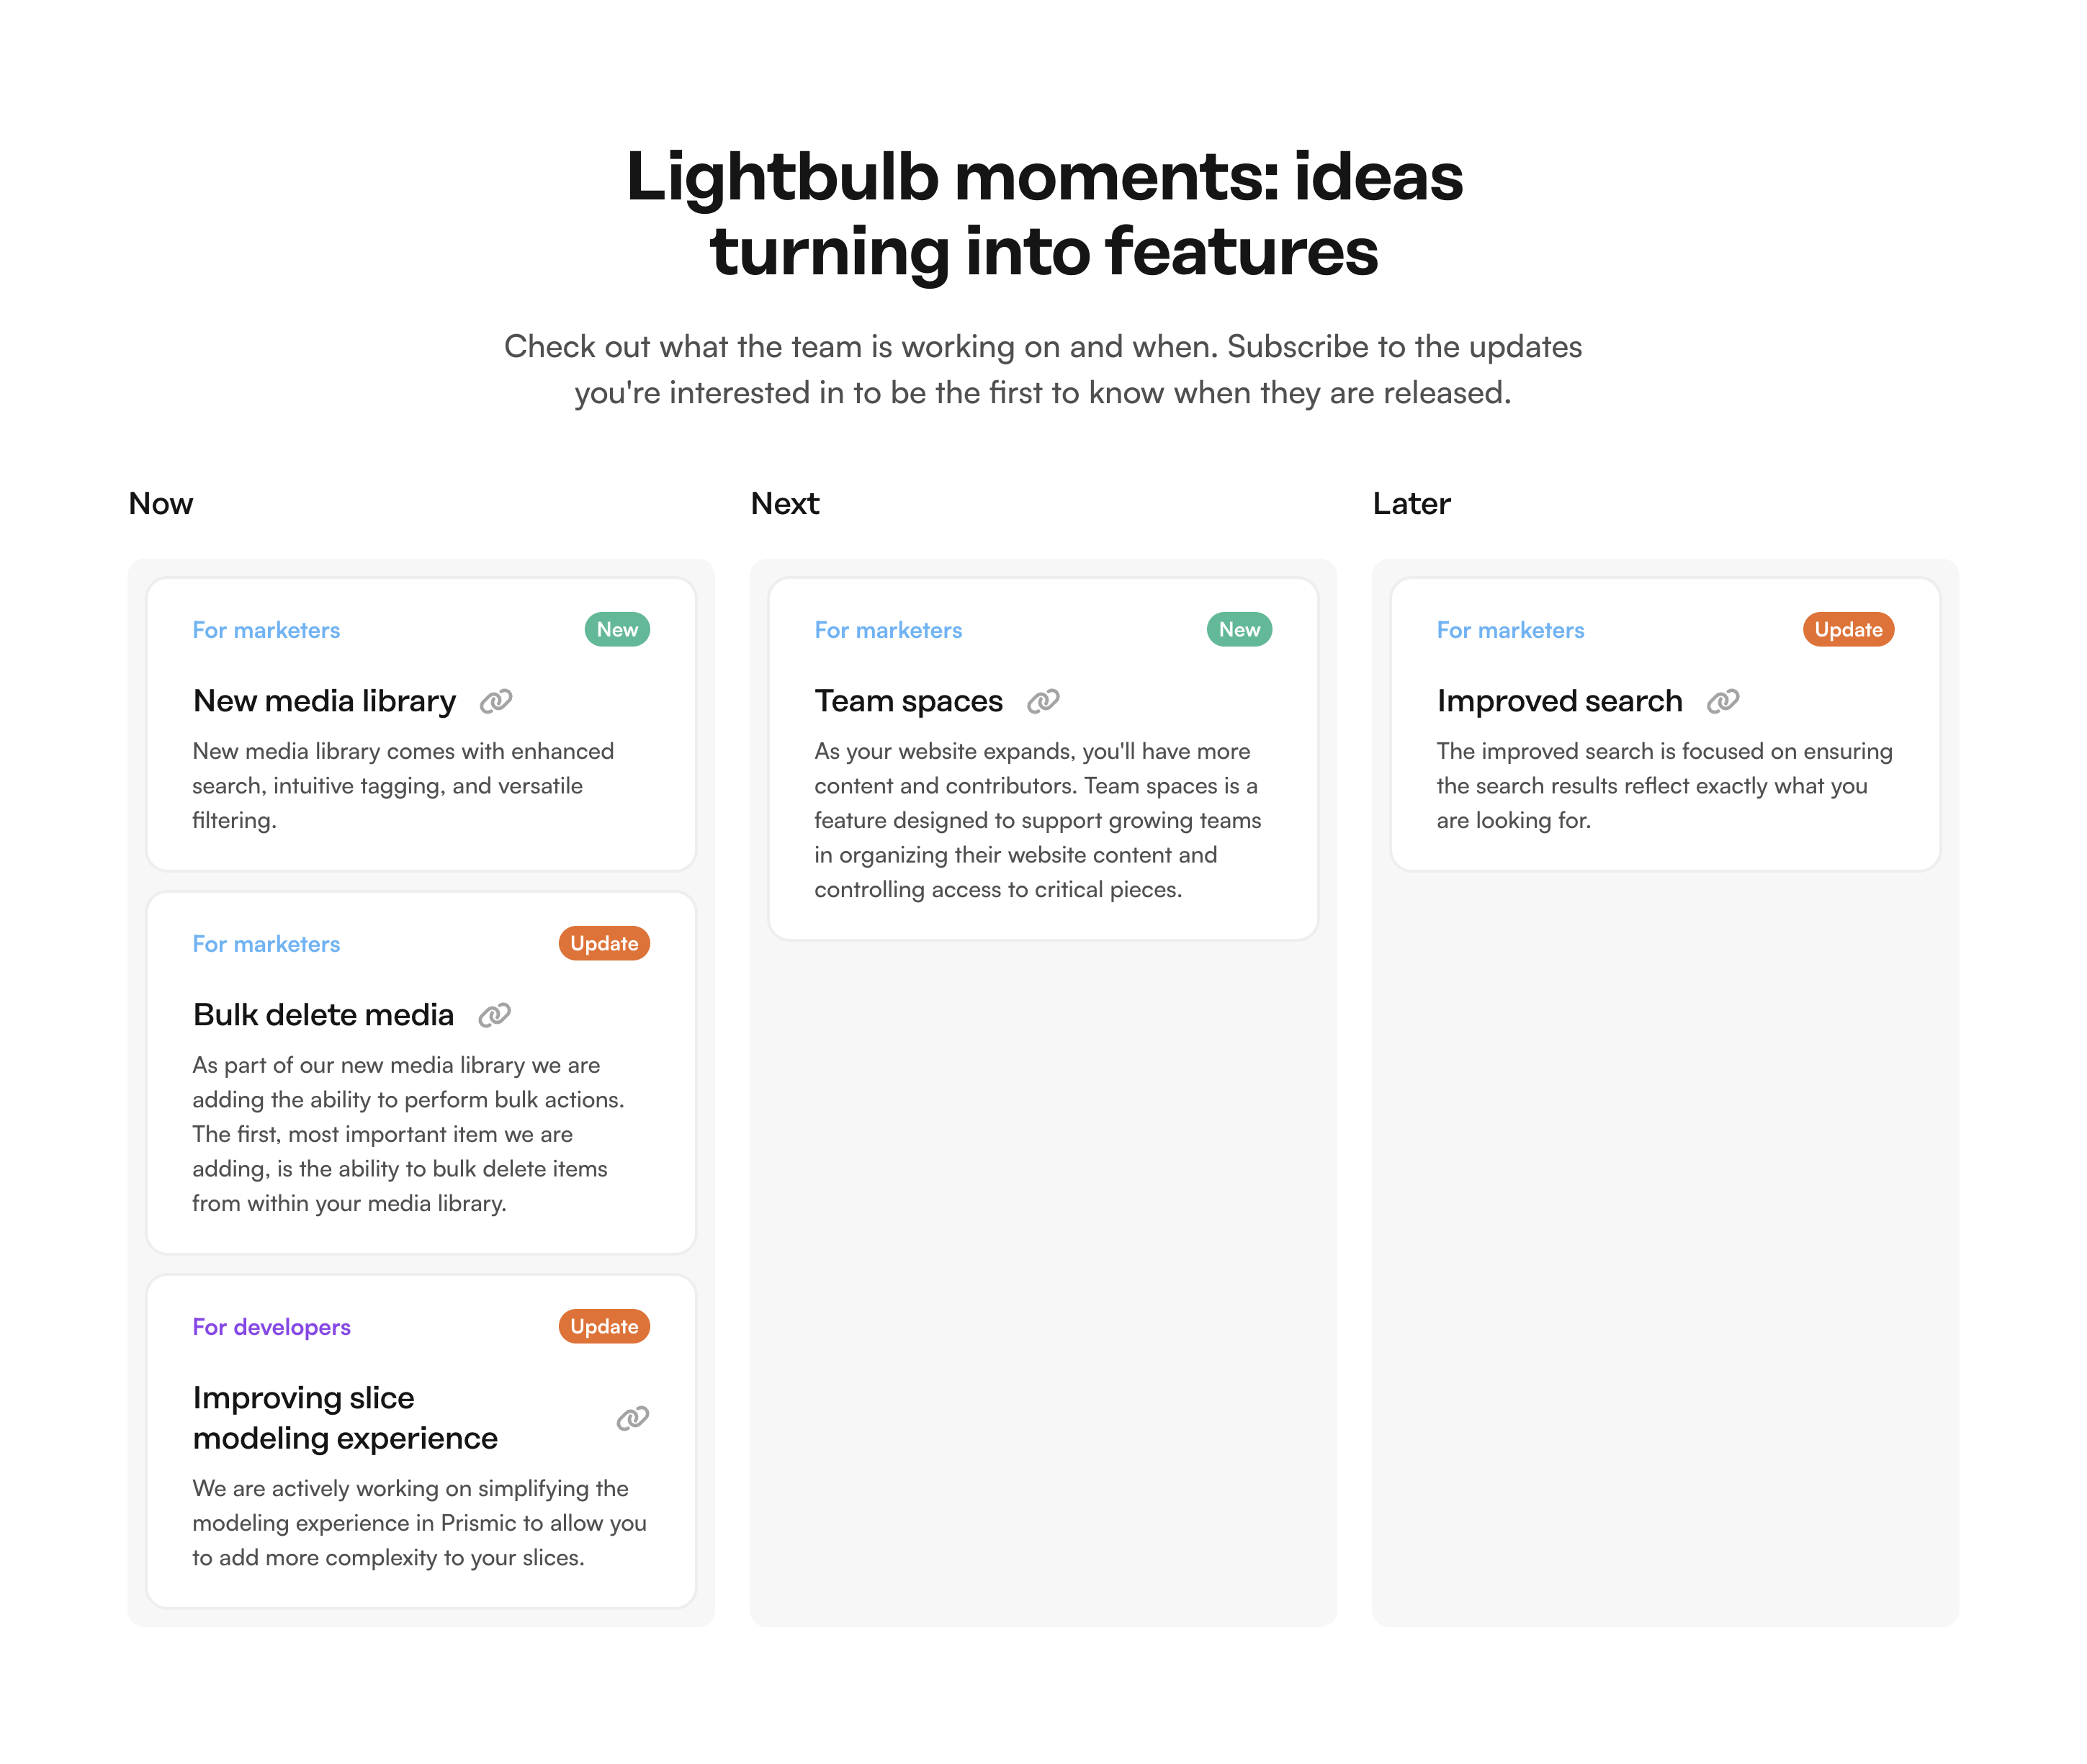 Lightbulb moments: ideas
turning into features
Check out what the team is working on and when. Subscribe to the updates
you're interested in to be the first to know when they are released.
Now
For marketers
New
New media library
New media library comes with enhanced
search, intuitive tagging, and versatile
filtering.
For marketers
Update
Bulk delete media
As part of our new media library we are
adding the ability to perform bulk actions.
The first, most important item we are
adding, is the ability to bulk delete items
from within your media library.
For developers
Update
Improving slice
modeling experience
We are actively working on simplifying the
modeling experience in Prismic to allow you
to add more complexity to your slices.
Next
For marketers
New
Team spaces
As your website expands, you'll have more
content and contributors. Team spaces is a
feature designed to support growing teams
in organizing their website content and
controlling access to critical pieces.
Later
For marketers
Update
Improved search
The improved search is focused on ensuring
the search results reflect exactly what you
are looking for.